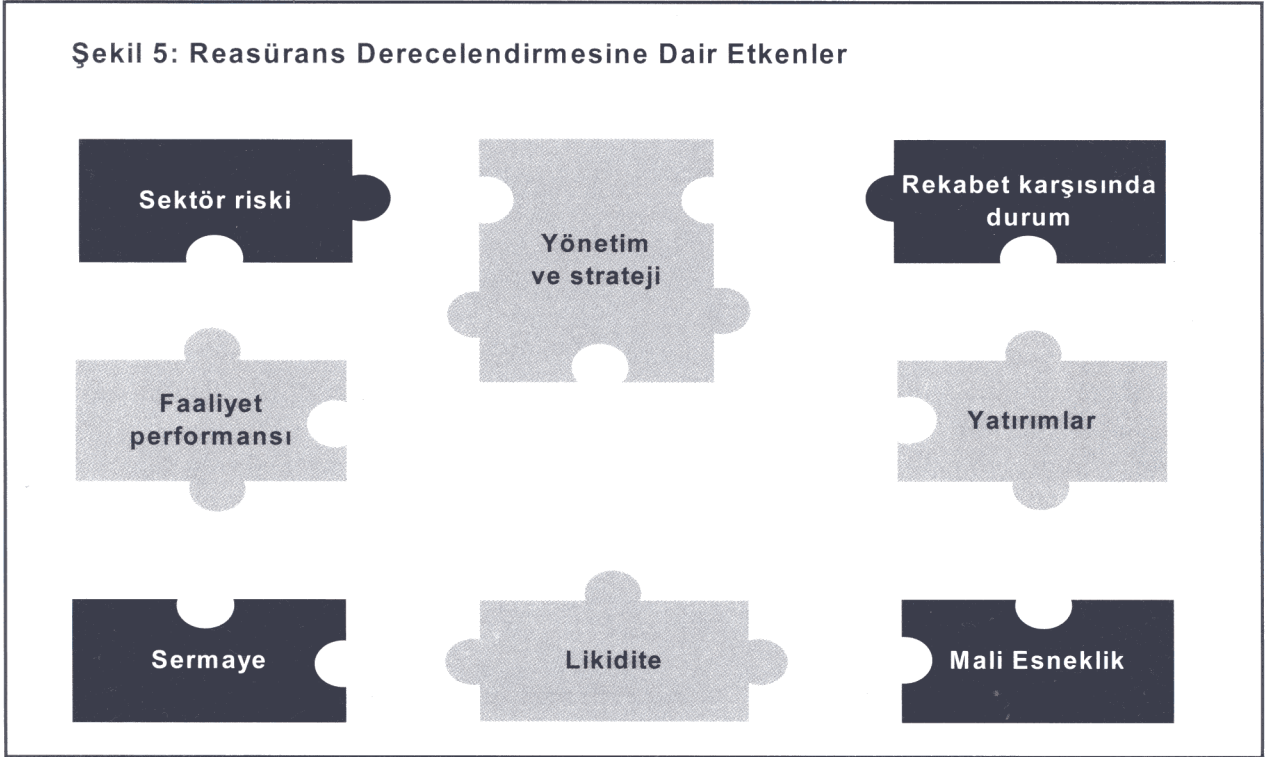 Şekil 5: Reasürans Derecelendirmesine Dair Etkenler
Sektör riski
Yönetim
ve strateji
Rekabet karşısında
durum
Faaliyet
performansı
Yatırımlar
Sermaye
Likidite
Mali Esneklik